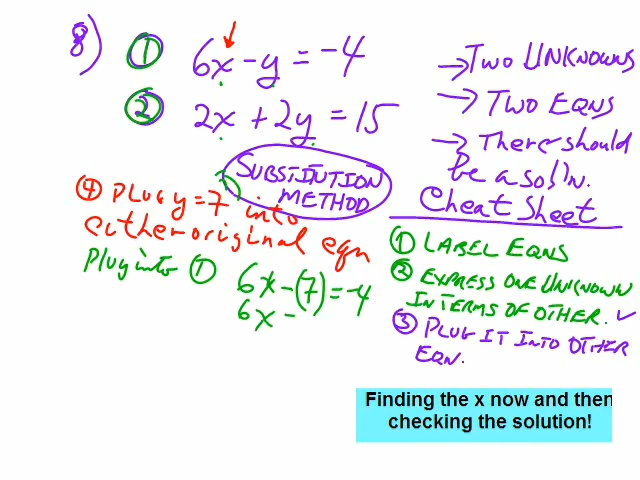 8) ① 6x - y = -4
② 2x + 2y = 15
→ TWO UNKNOWNS
→ TWO EQNS
→ There should
be a sol'n.
SUBSTITUTION
METHOD
④ PLUG y = 7 into
either original eqn
Plug into ①
6x - (7) = -4
6x -
Cheat Sheet
① LABEL EQNS
② EXPRESS ONE UNKNOWN
IN TERMS OF OTHER. ✓
③ PLUG IT INTO OTHER
EQN.
Finding the x now and then
checking the solution!